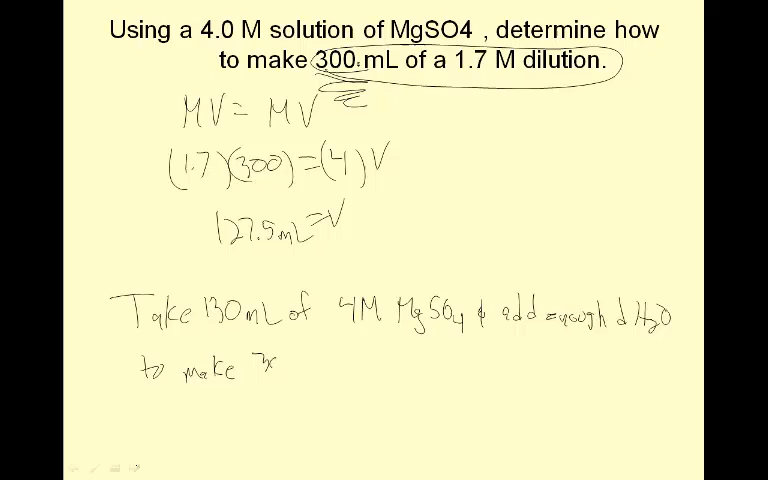 Using a 4.0 M solution of MgSO4 , determine how
to make 300. mL of a 1.7 M dilution.
MV = MV
(1.7)(300) = (4)V
127.5mL = V
Take 130mL of 4M MgSO4 & add enough d H2O
to make 30